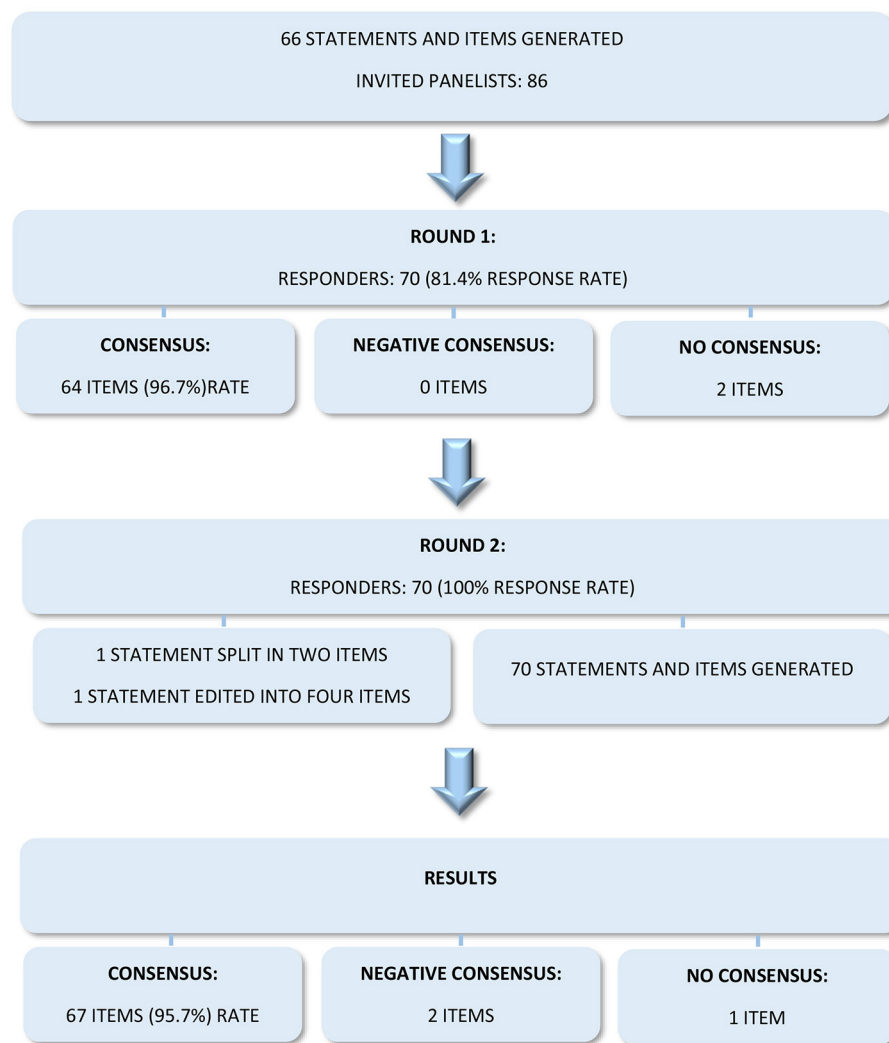 66 STATEMENTS AND ITEMS GENERATED
INVITED PANELISTS: 86
ROUND 1:
RESPONDERS: 70 (81.4% RESPONSE RATE)
CONSENSUS:
64 ITEMS (96.7%)RATE
NEGATIVE CONSENSUS:
0 ITEMS
NO CONSENSUS:
2 ITEMS
ROUND 2:
RESPONDERS: 70 (100% RESPONSE RATE)
1 STATEMENT SPLIT IN TWO ITEMS
1 STATEMENT EDITED INTO FOUR ITEMS
70 STATEMENTS AND ITEMS GENERATED
RESULTS
CONSENSUS:
67 ITEMS (95.7%) RATE
NEGATIVE CONSENSUS:
2 ITEMS
NO CONSENSUS:
1 ITEM